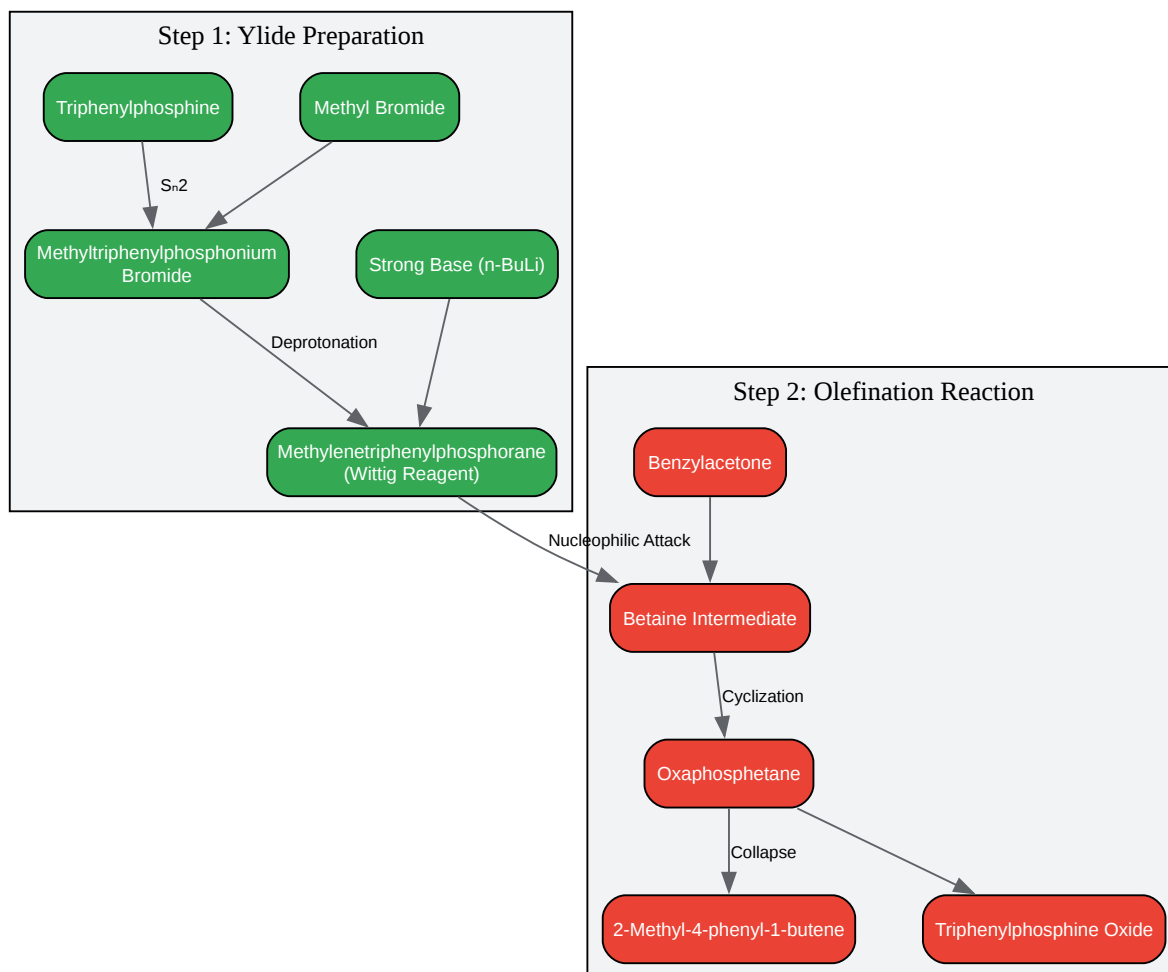 Step 1: Ylide Preparation
Triphenylphosphine
Methyl Bromide
Sₙ2
Methyltriphenylphosphonium
Bromide
Strong Base (n-BuLi)
Deprotonation
Methylenetriphenylphosphorane
(Wittig Reagent)
Step 2: Olefination Reaction
Benzylacetone
Nucleophilic Attack
Betaine Intermediate
Cyclization
Oxaphosphetane
Collapse
2-Methyl-4-phenyl-1-butene
Triphenylphosphine Oxide